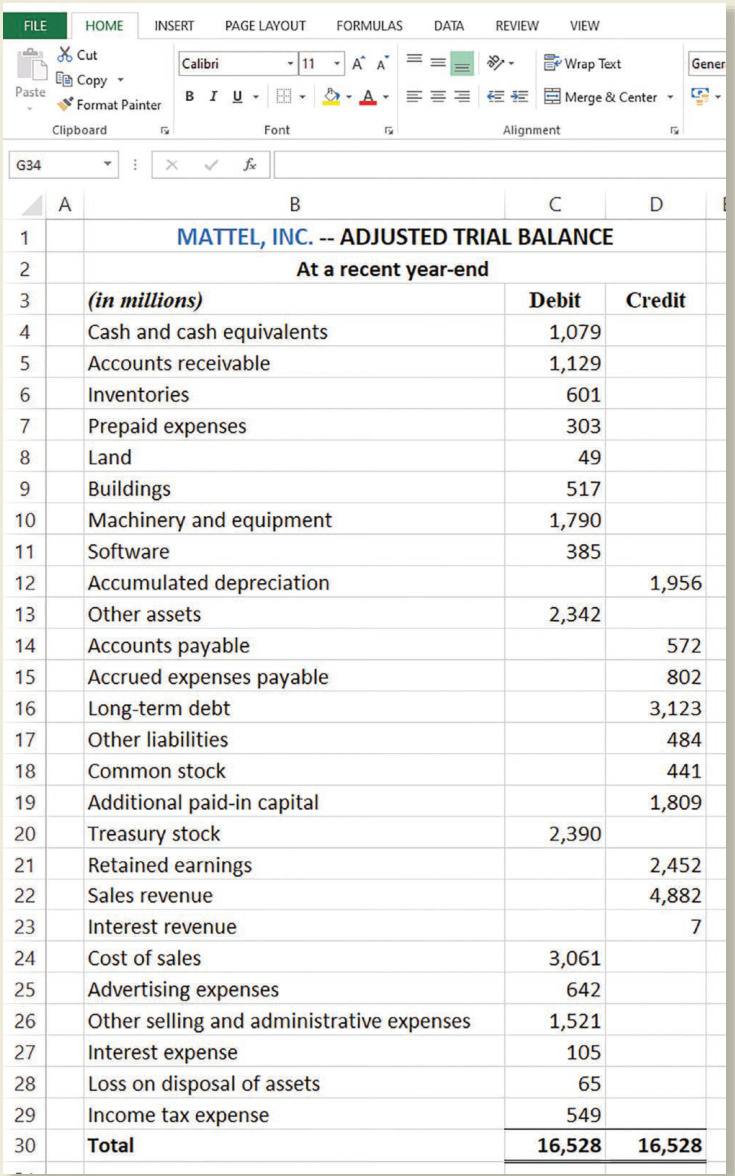 FILE HOME INSERT PAGE LAYOUT FORMULAS DATA REVIEW VIEW
Cut
Copy
Format Painter
Paste
Clipboard
Calibri 11 A A
B I U A
Font
Wrap Text
Merge & Center
Alignment
Gener
G34 fx
A B C D
1 MATTEL, INC. -- ADJUSTED TRIAL BALANCE
2 At a recent year-end
3 (in millions) Debit Credit
4 Cash and cash equivalents 1,079
5 Accounts receivable 1,129
6 Inventories 601
7 Prepaid expenses 303
8 Land 49
9 Buildings 517
10 Machinery and equipment 1,790
11 Software 385
12 Accumulated depreciation 1,956
13 Other assets 2,342
14 Accounts payable 572
15 Accrued expenses payable 802
16 Long-term debt 3,123
17 Other liabilities 484
18 Common stock 441
19 Additional paid-in capital 1,809
20 Treasury stock 2,390
21 Retained earnings 2,452
22 Sales revenue 4,882
23 Interest revenue 7
24 Cost of sales 3,061
25 Advertising expenses 642
26 Other selling and administrative expenses 1,521
27 Interest expense 105
28 Loss on disposal of assets 65
29 Income tax expense 549
30 Total 16,528 16,528